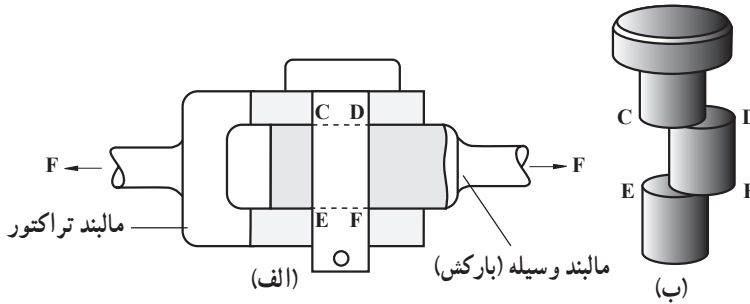 C D
E F
F
F
مالبند تراکتور
مالبند وسیله (بارکش)
(الف)
C
D
E
F
(ب)